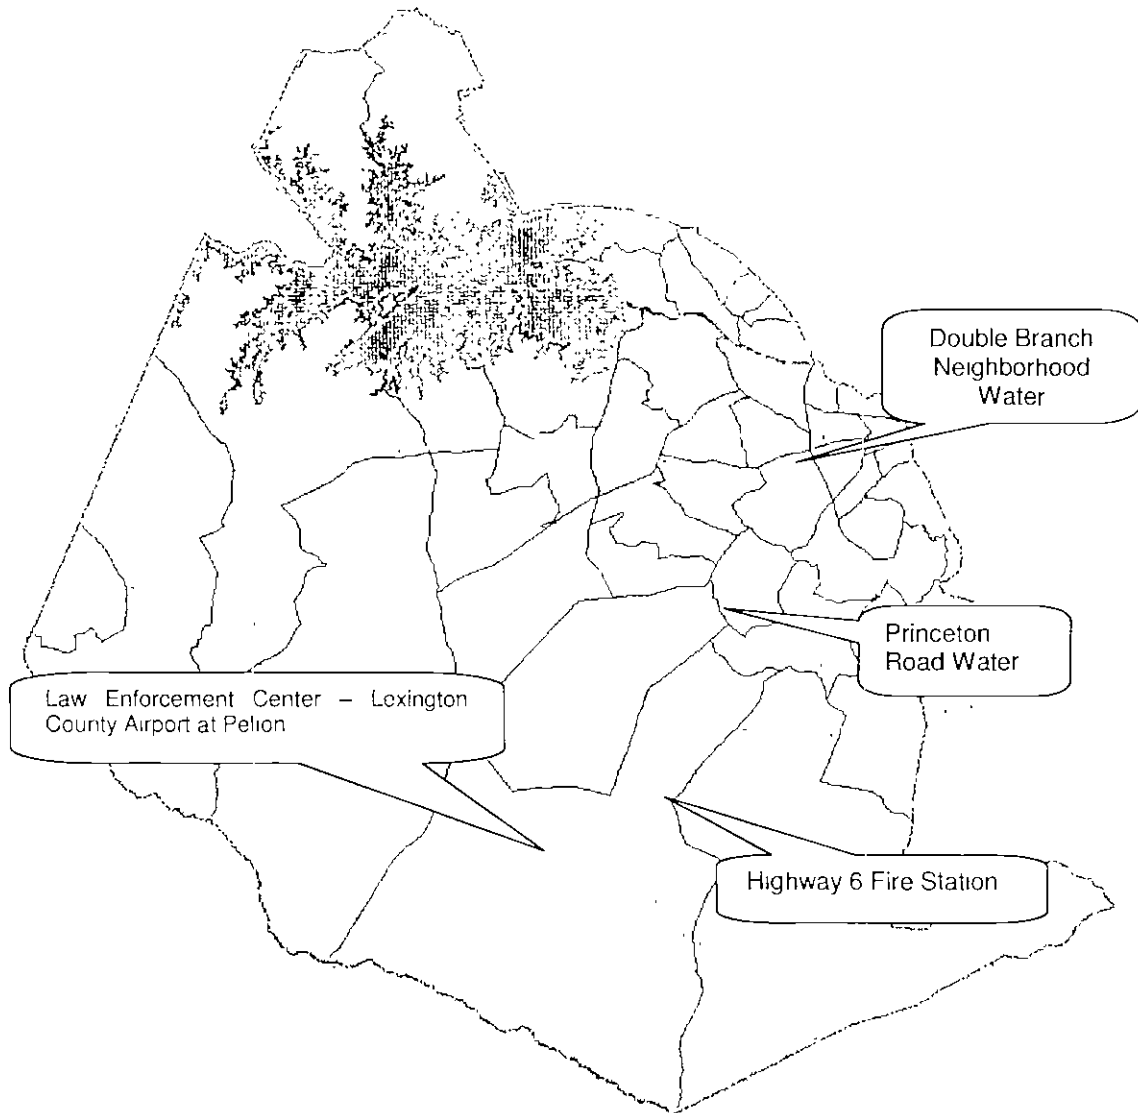 Double Branch
Neighborhood
Water
Princeton
Road Water
Law Enforcement Center – Lexington
County Airport at Pelion
Highway 6 Fire Station